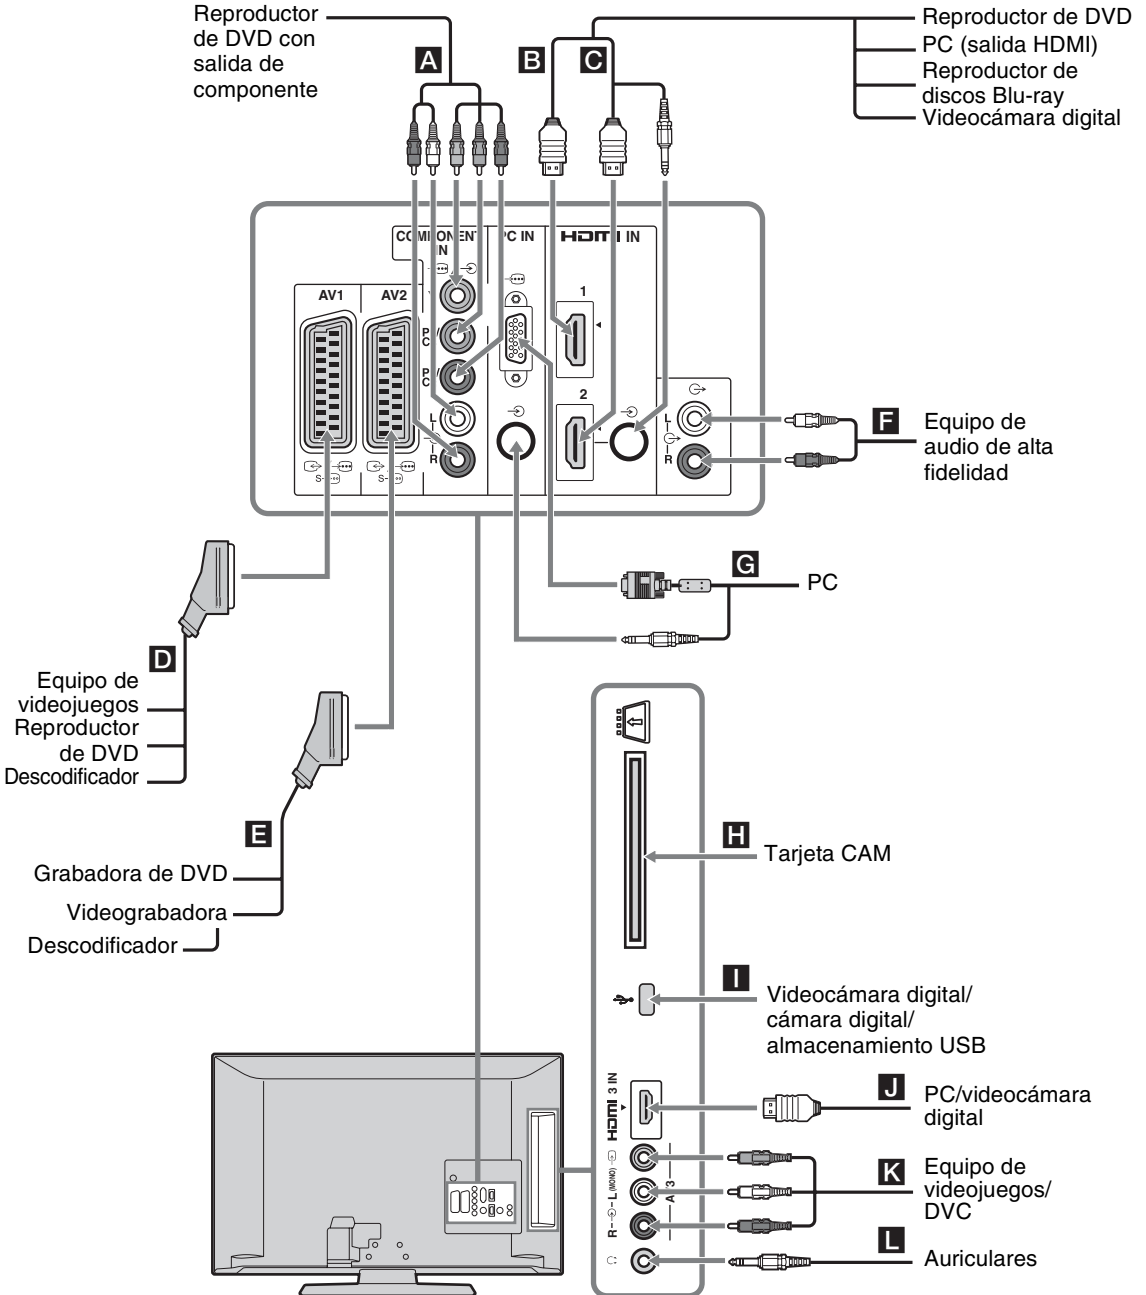 Reproductor
de DVD con
salida de
componente
A
B
C
Reproductor de DVD
PC (salida HDMI)
Reproductor de
discos Blu-ray
Videocámara digital
COMPONENT
IN
PC IN
HDMI IN
AV1
AV2
1
2
L
R
L
R
S
S
F
Equipo de
audio de alta
fidelidad
G
PC
D
Equipo de
videojuegos
Reproductor
de DVD
Descodificador
E
Grabadora de DVD
Videograbadora
Descodificador
H
Tarjeta CAM
I
Videocámara digital/
cámara digital/
almacenamiento USB
HDMI 3 IN
J
PC/videocámara
digital
R L (MONO)
AV3
K
Equipo de
videojuegos/
DVC
L
Auriculares